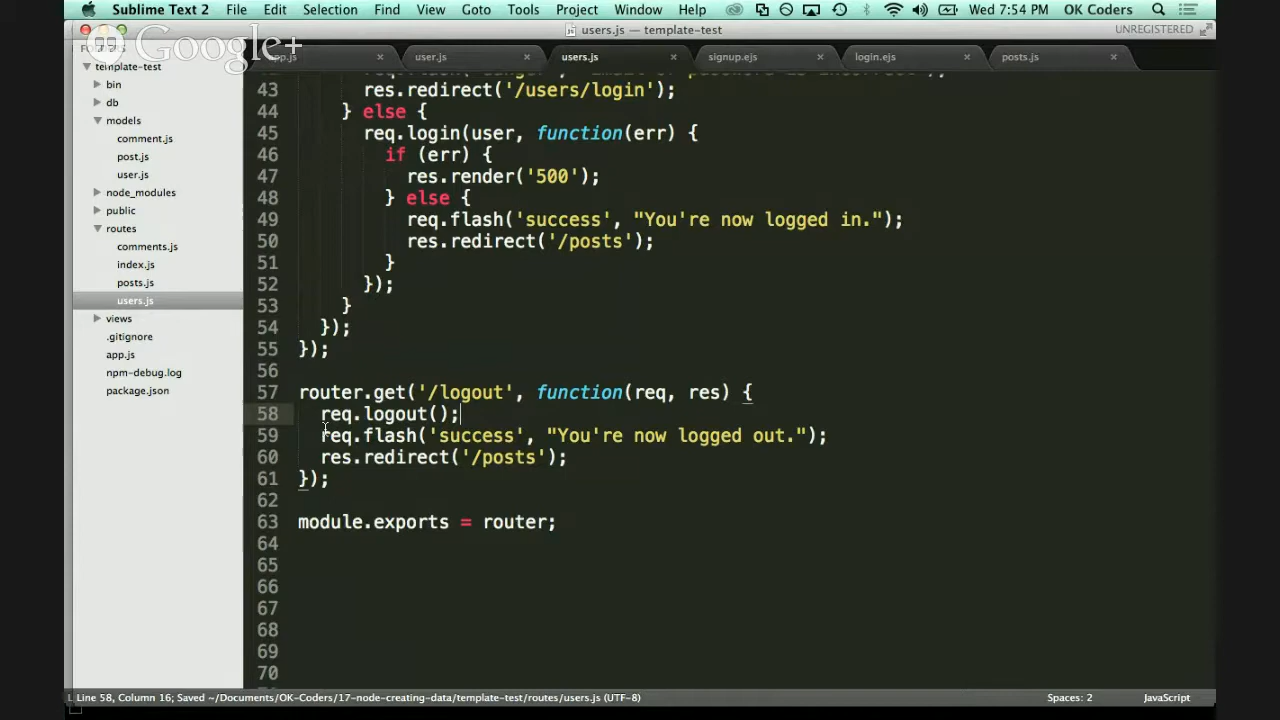 Sublime Text 2 File Edit Selection Find View Goto Tools Project Window Help Wed 7:54 PM OK Coders
users.js — template-test UNREGISTERED
Google+
user.js users.js signup.ejs login.ejs posts.js
template-test
bin
db
models
comment.js
post.js
user.js
node_modules
public
routes
comments.js
index.js
posts.js
users.js
views
.gitignore
app.js
npm-debug.log
package.json
43 res.redirect('/users/login');
44 } else {
45 req.login(user, function(err) {
46 if (err) {
47 res.render('500');
48 } else {
49 req.flash('success', "You're now logged in.");
50 res.redirect('/posts');
51 }
52 });
53 }
54 });
55 });
56
57 router.get('/logout', function(req, res) {
58 req.logout();
59 req.flash('success', "You're now logged out.");
60 res.redirect('/posts');
61 });
62
63 module.exports = router;
64
65
66
67
68
69
70
Line 58, Column 16; Saved ~/Documents/OK-Coders/17-node-creating-data/template-test/routes/users.js (UTF-8) Spaces: 2 JavaScript